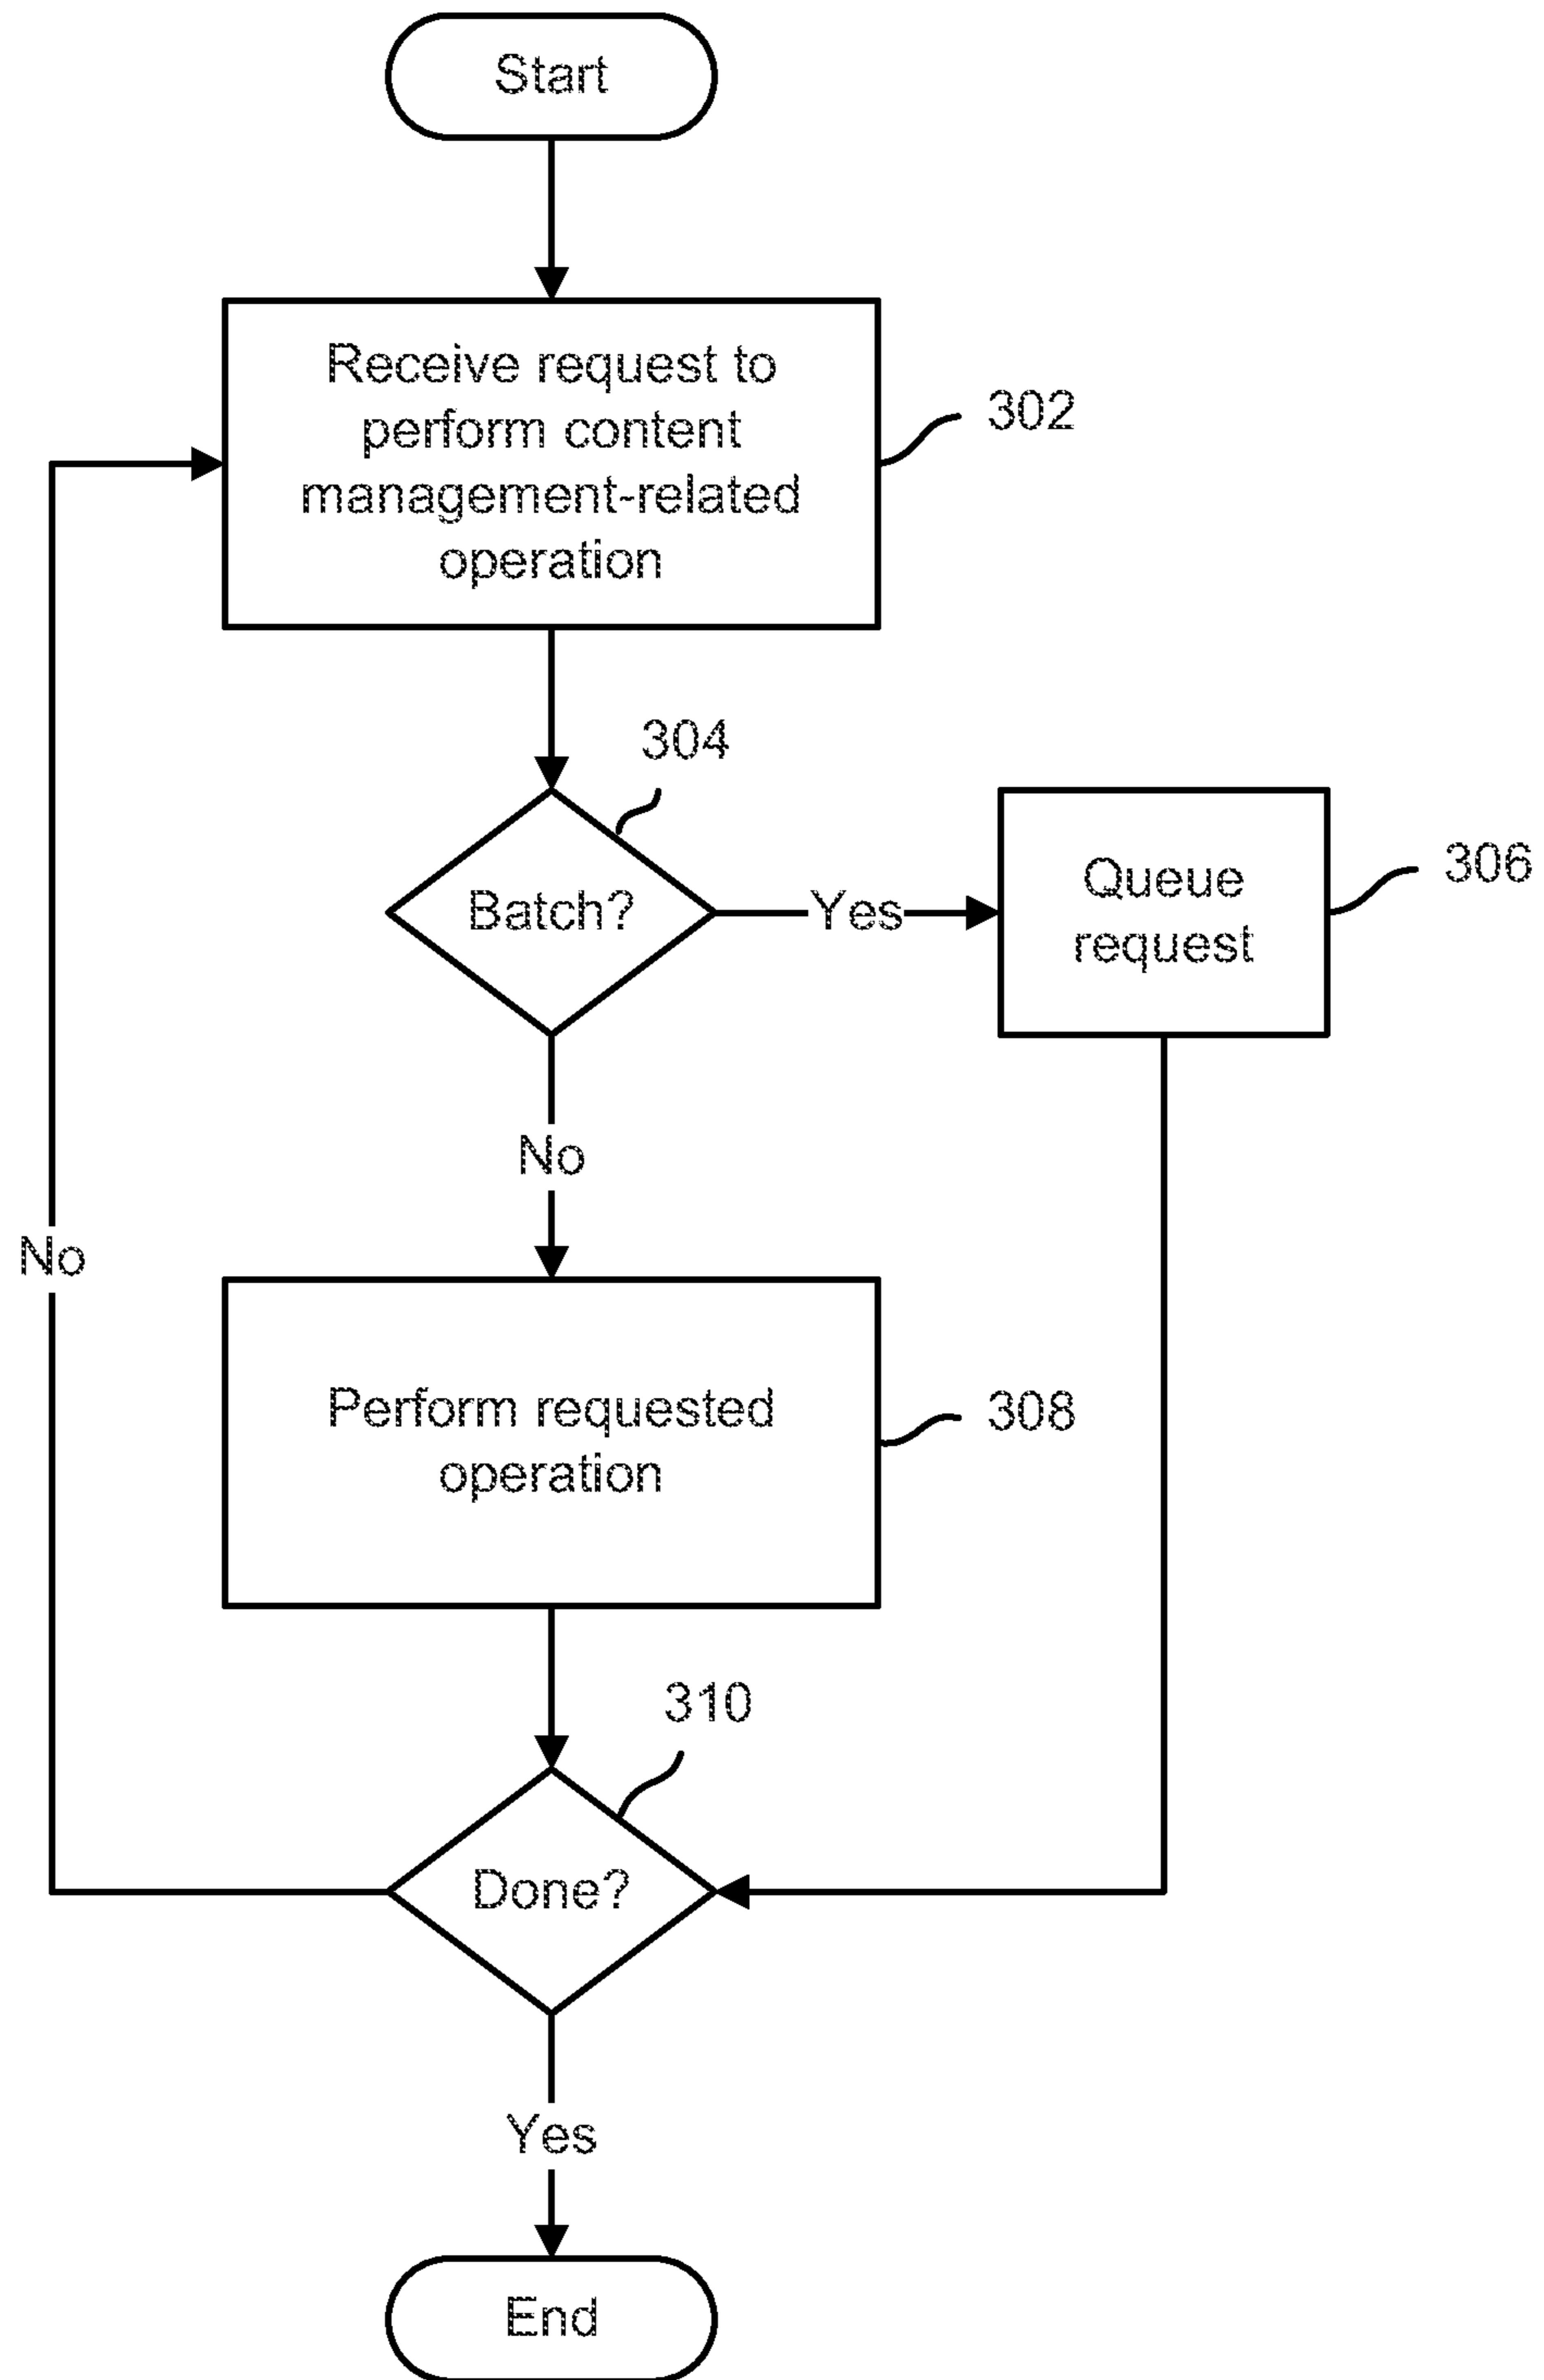 Start
Receive request to
perform content
management-related
operation
302
304
Batch?
Yes
Queue
request
306
No
No
Perform requested
operation
308
310
Done?
Yes
End